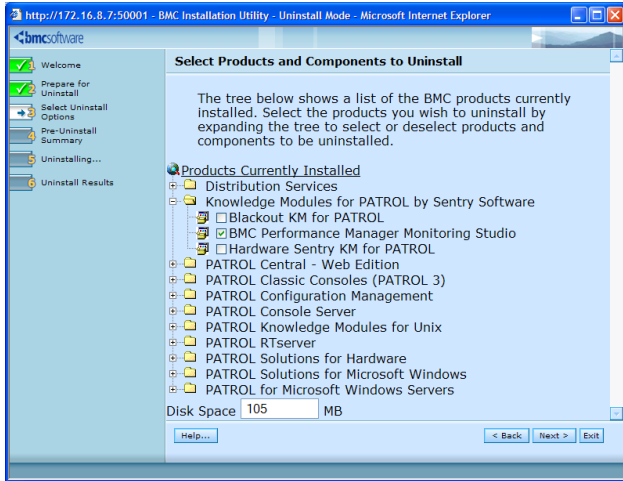 http://172.16.8.7:50001 - BMC Installation Utility - Uninstall Mode - Microsoft Internet Explorer
bmcsoftware
1 Welcome
2 Prepare for
Uninstall
3 Select Uninstall
Options
4 Pre-Uninstall
Summary
5 Uninstalling...
6 Uninstall Results
Select Products and Components to Uninstall
The tree below shows a list of the BMC products currently
installed. Select the products you wish to uninstall by
expanding the tree to select or deselect products and
components to be uninstalled.
Products Currently Installed
Distribution Services
Knowledge Modules for PATROL by Sentry Software
Blackout KM for PATROL
BMC Performance Manager Monitoring Studio
Hardware Sentry KM for PATROL
PATROL Central - Web Edition
PATROL Classic Consoles (PATROL 3)
PATROL Configuration Management
PATROL Console Server
PATROL Knowledge Modules for Unix
PATROL RTserver
PATROL Solutions for Hardware
PATROL Solutions for Microsoft Windows
PATROL for Microsoft Windows Servers
Disk Space 105 MB
Help... < Back Next > Exit